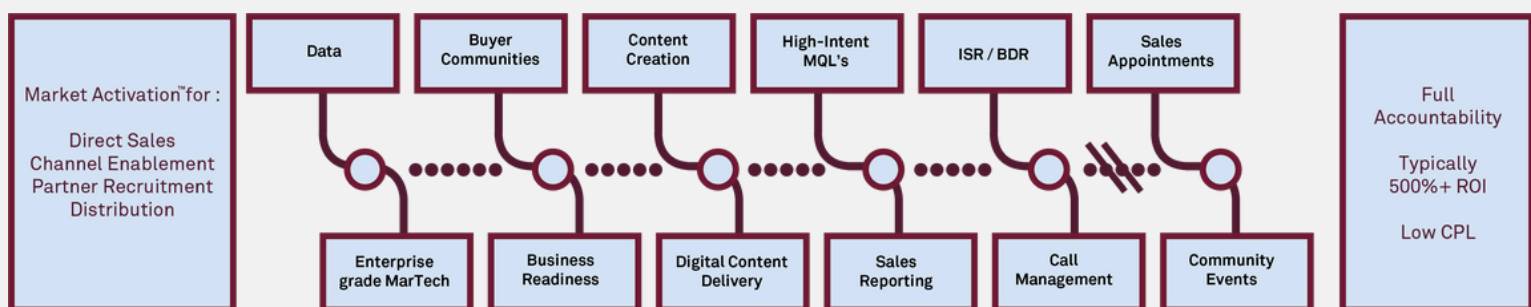 Market Activation™for :
Direct Sales
Channel Enablement
Partner Recruitment
Distribution
Data
Buyer
Communities
Content
Creation
High-Intent
MQL's
ISR / BDR
Sales
Appointments
Enterprise
grade MarTech
Business
Readiness
Digital Content
Delivery
Sales
Reporting
Call
Management
Community
Events
Full
Accountability
Typically
500%+ ROI
Low CPL